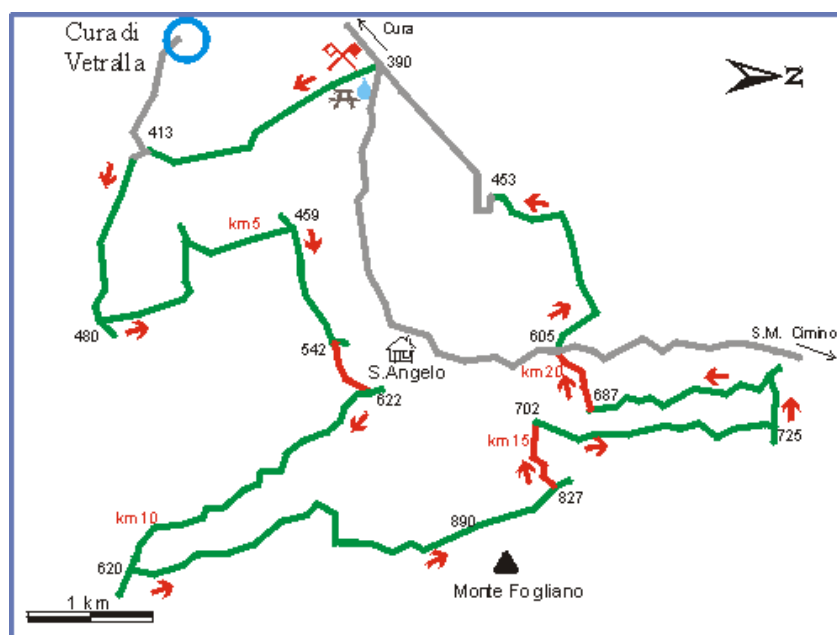 Cura di
Vetralla
Cura
390
N
413
453
km5
459
480
542
S.Angelo
622
605
S.M. Cimino
km20
687
702
km15
725
827
km10
890
620
Monte Fogliano
1 km